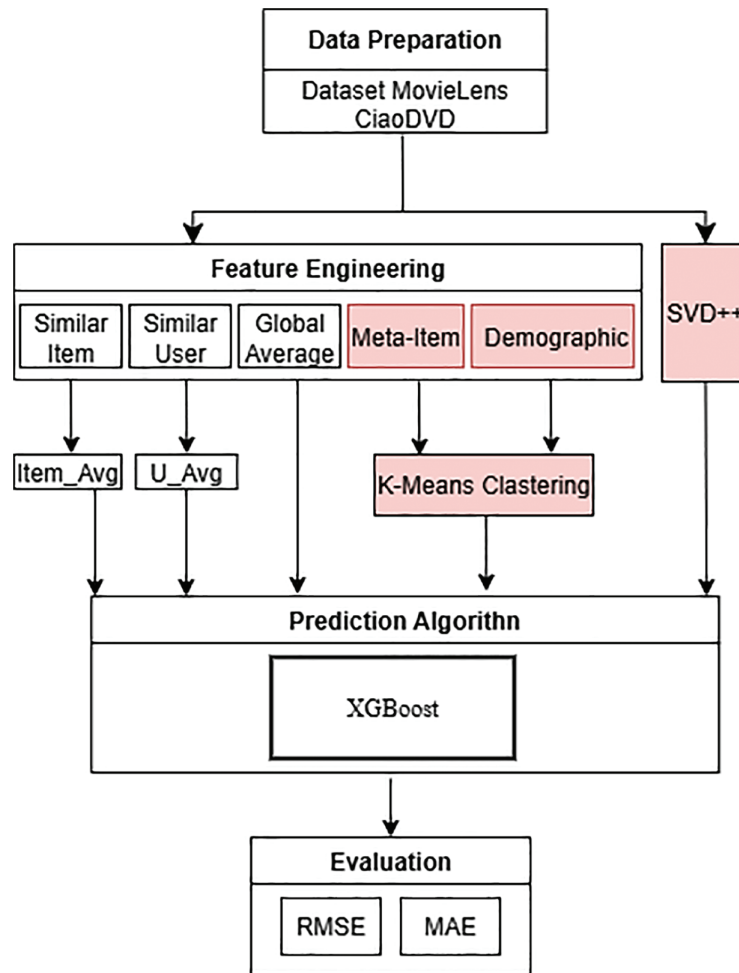 Data Preparation
Dataset MovieLens
CiaoDVD
Feature Engineering
Similar
Item
Similar
User
Global
Average
Meta-Item
Demographic
SVD++
Item_Avg
U_Avg
K-Means Clastering
Prediction Algorithn
XGBoost
Evaluation
RMSE
MAE